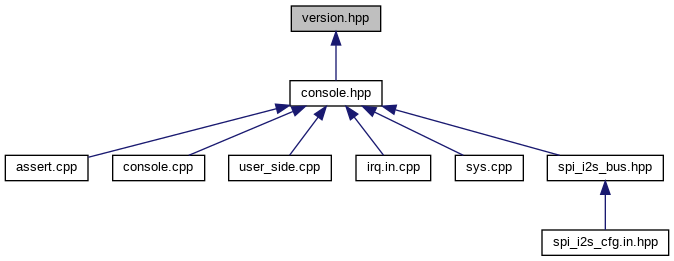 version.hpp
console.hpp
assert.cpp
console.cpp
user_side.cpp
irq.in.cpp
sys.cpp
spi_i2s_bus.hpp
spi_i2s_cfg.in.hpp